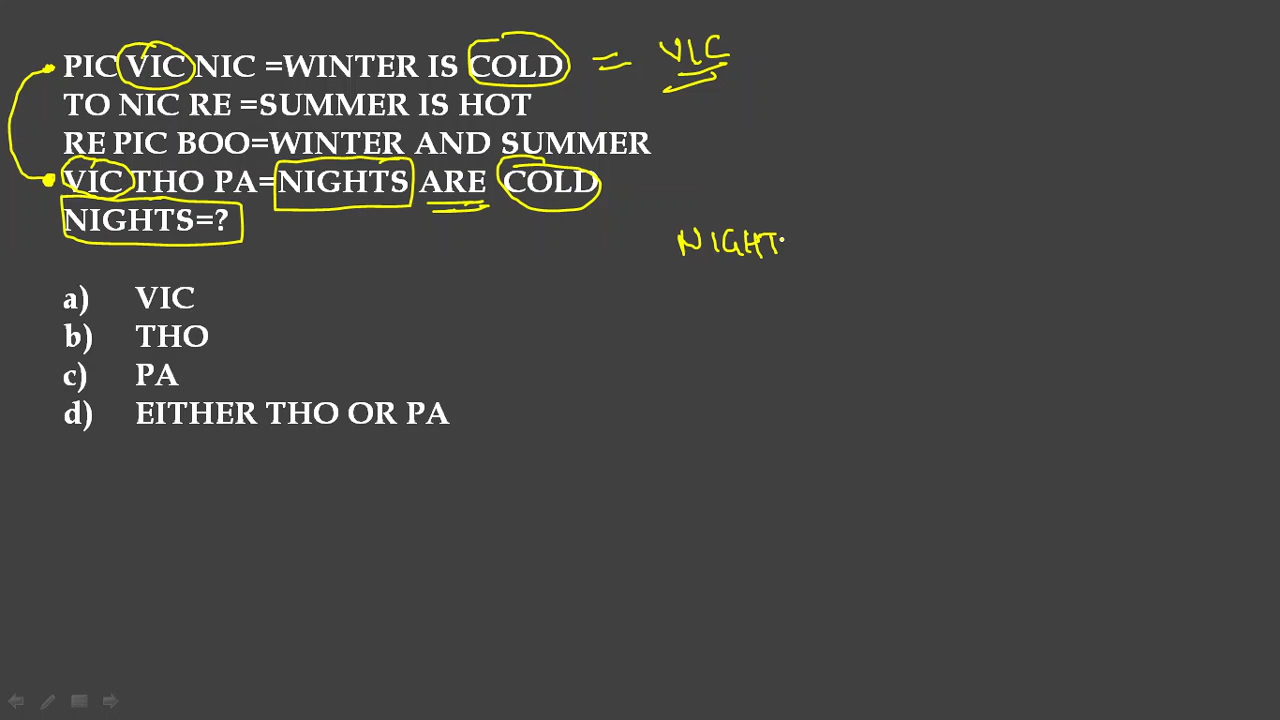 PIC VIC NIC =WINTER IS COLD = VIC
TO NIC RE =SUMMER IS HOT
RE PIC BOO=WINTER AND SUMMER
VIC THO PA=NIGHTS ARE COLD
NIGHTS=?
NIGHT
a) VIC
b) THO
c) PA
d) EITHER THO OR PA